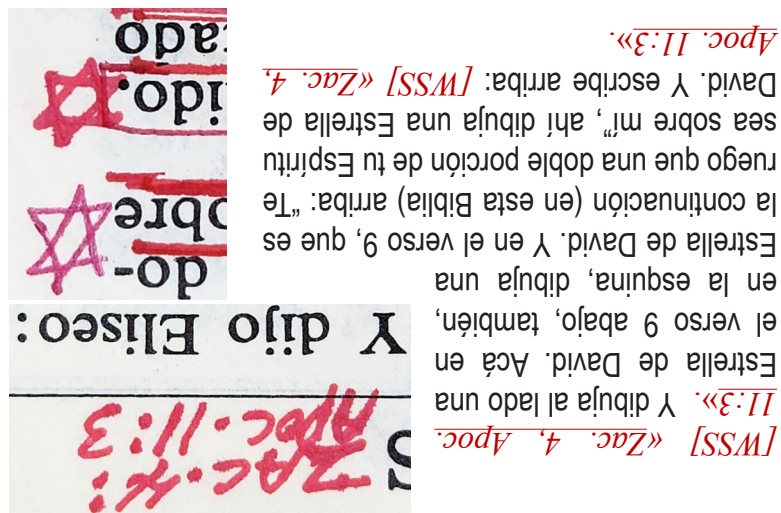 [WSS] «Zac. 4, Apoc.
11:3». Y dibuja al lado una
Estrella de David. Acá en
el verso 9 abajo, también,
en la esquina, dibuja una
Estrella de David. Y en el verso 9, que es
la continuación (en esta Biblia) arriba: “Te
ruego que una doble porción de tu Espíritu
sea sobre mí”, ahí dibuja una Estrella de
David. Y escribe arriba: [WSS] «Zac. 4,
Apoc. 11:3».
ZAC. 4:
APOC. 11:3
Y dijo Eliseo:
do-
obre
ido.
tado